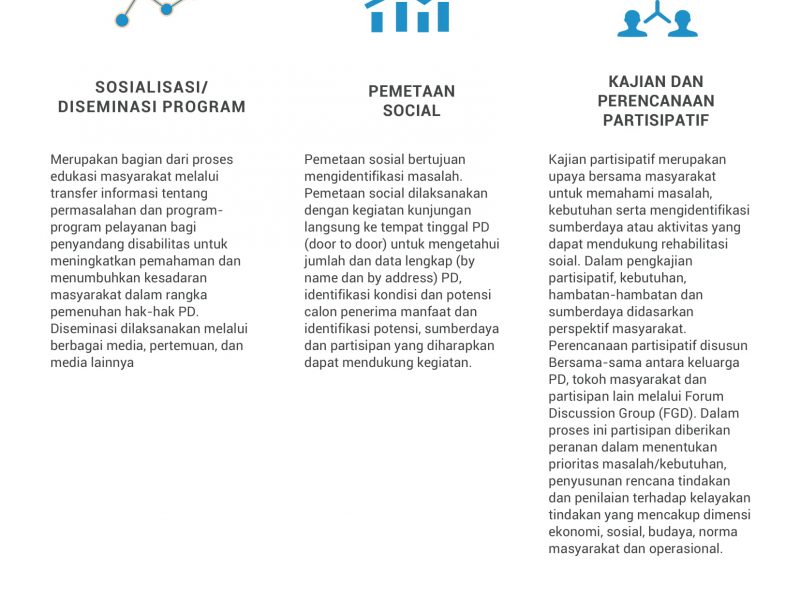 SOSIALISASI/
DISEMINASI PROGRAM
Merupakan bagian dari proses
edukasi masyarakat melalui
transfer informasi tentang
permasalahan dan program-
program pelayanan bagi
penyandang disabilitas untuk
meningkatkan pemahaman dan
menumbuhkan kesadaran
masyarakat dalam rangka
pemenuhan hak-hak PD.
Diseminasi dilaksanakan melalui
berbagai media, pertemuan, dan
media lainnya
PEMETAAN
SOCIAL
Pemetaan sosial bertujuan
mengidentifikasi masalah.
Pemetaan social dilaksanakan
dengan kegiatan kunjungan
langsung ke tempat tinggal PD
(door to door) untuk mengetahui
jumlah dan data lengkap (by
name dan by address) PD,
identifikasi kondisi dan potensi
calon penerima manfaat dan
identifikasi potensi, sumberdaya
dan partisipan yang diharapkan
dapat mendukung kegiatan.
KAJIAN DAN
PERENCANAAN
PARTISIPATIF
Kajian partisipatif merupakan
upaya bersama masyarakat
untuk memahami masalah,
kebutuhan serta mengidentifikasi
sumberdaya atau aktivitas yang
dapat mendukung rehabilitasi
soial. Dalam pengkajian
partisipatif, kebutuhan,
hambatan-hambatan dan
sumberdaya didasarkan
perspektif masyarakat.
Perencanaan partisipatif disusun
Bersama-sama antara keluarga
PD, tokoh masyarakat dan
partisipan lain melalui Forum
Discussion Group (FGD). Dalam
proses ini partisipan diberikan
peranan dalam menentukan
prioritas masalah/kebutuhan,
penyusunan rencana tindakan
dan penilaian terhadap kelayakan
tindakan yang mencakup dimensi
ekonomi, sosial, budaya, norma
masyarakat dan operasional.